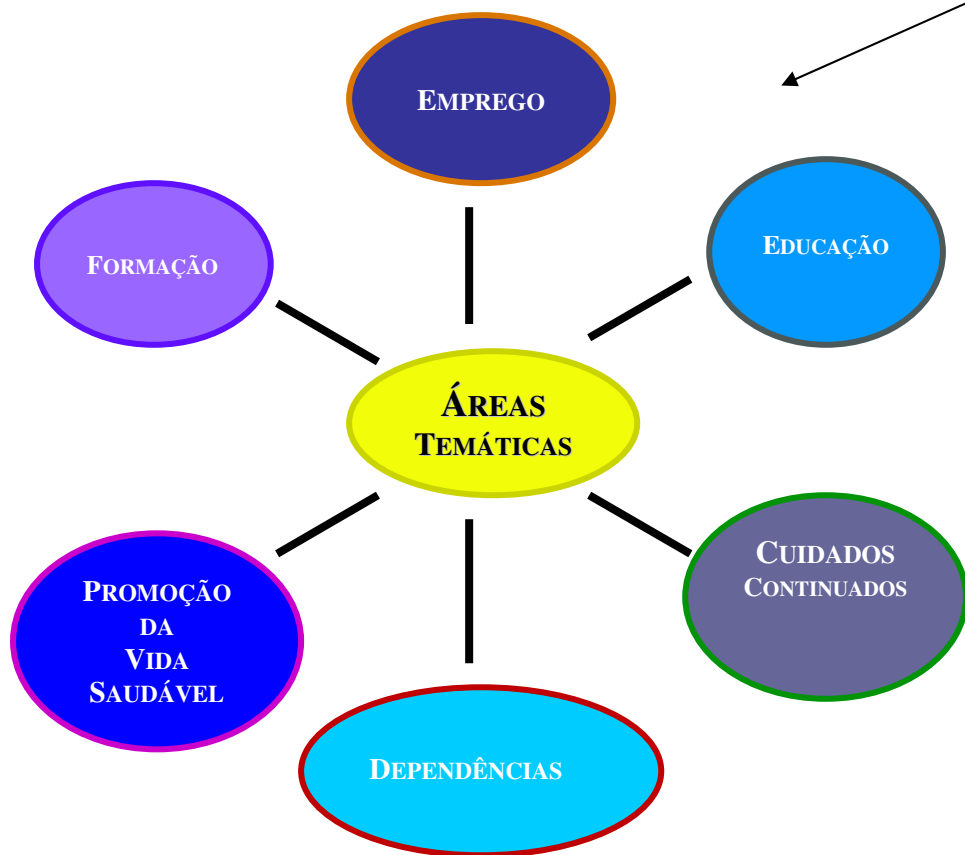 EMPREGO
EDUCAÇÃO
FORMAÇÃO
ÁREAS
TEMÁTICAS
CUIDADOS
CONTINUADOS
PROMOÇÃO
DA
VIDA
SAUDÁVEL
DEPENDÊNCIAS